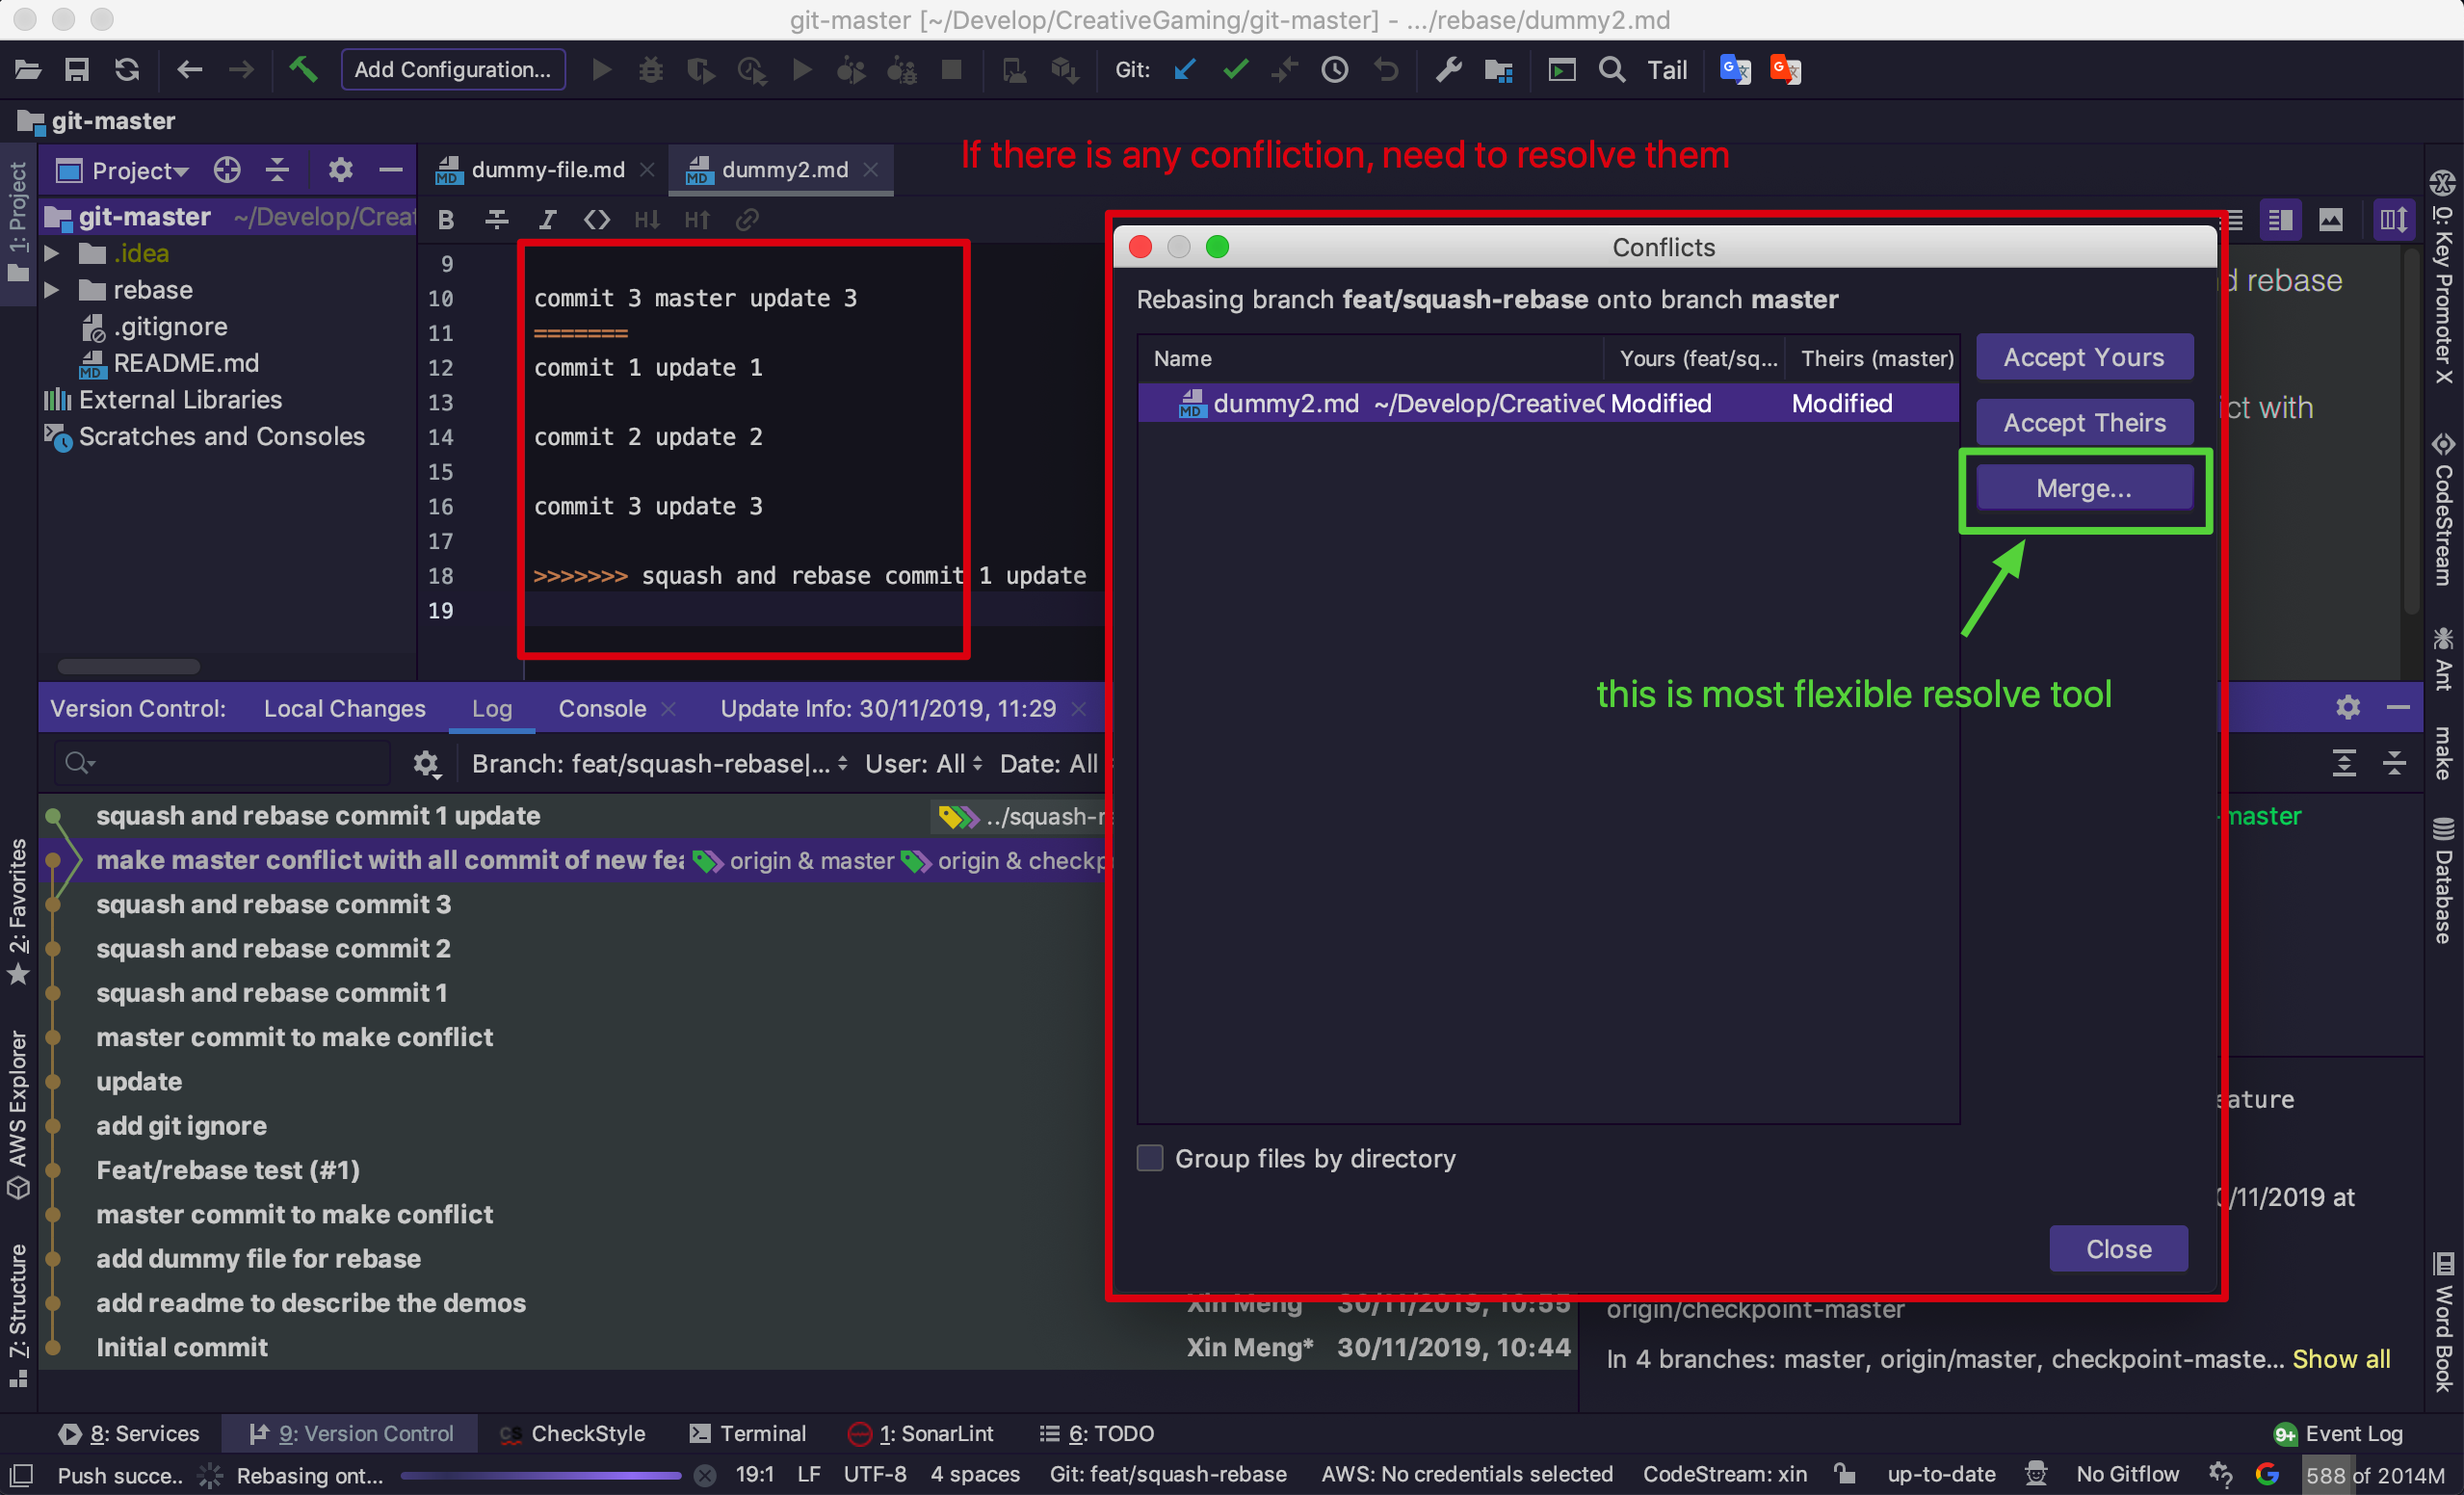 git-master [~/Develop/CreativeGaming/git-master] - .../rebase/dummy2.md
Add Configuration...
Git:
Tail
git-master
If there is any confliction, need to resolve them
1: Project
Project
dummy-file.md
dummy2.md
git-master ~/Develop/Creat
.idea
rebase
.gitignore
README.md
External Libraries
Scratches and Consoles
B
I
H↓
H↑
9
10 commit 3 master update 3
11 =======
12 commit 1 update 1
13
14 commit 2 update 2
15
16 commit 3 update 3
17
18 >>>>>>> squash and rebase commit 1 update
19
Conflicts
Rebasing branch feat/squash-rebase onto branch master
Name
Yours (feat/sq...
Theirs (master)
dummy2.md ~/Develop/CreativeG Modified Modified
Accept Yours
Accept Theirs
Merge...
this is most flexible resolve tool
Group files by directory
Close
d rebase
ict with
0: Key Promoter X
CodeStream
Ant
make
Database
Word Book
Version Control:
Local Changes
Log
Console
Update Info: 30/11/2019, 11:29
Branch: feat/squash-rebase|...
User: All
Date: All
squash and rebase commit 1 update ../squash-re
make master conflict with all commit of new fea origin & master origin & checkp
squash and rebase commit 3
squash and rebase commit 2
squash and rebase commit 1
master commit to make conflict
update
add git ignore
Feat/rebase test (#1)
master commit to make conflict
add dummy file for rebase
add readme to describe the demos Xin Meng 30/11/2019, 10:55
Initial commit Xin Meng* 30/11/2019, 10:44
-master
eature
0/11/2019 at
origin/checkpoint-master
In 4 branches: master, origin/master, checkpoint-maste... Show all
2: Favorites
AWS Explorer
7: Structure
8: Services
9: Version Control
CheckStyle
Terminal
1: SonarLint
6: TODO
9+ Event Log
Push succe..
Rebasing ont...
19:1
LF
UTF-8
4 spaces
Git: feat/squash-rebase
AWS: No credentials selected
CodeStream: xin
up-to-date
No Gitflow
588 of 2014M